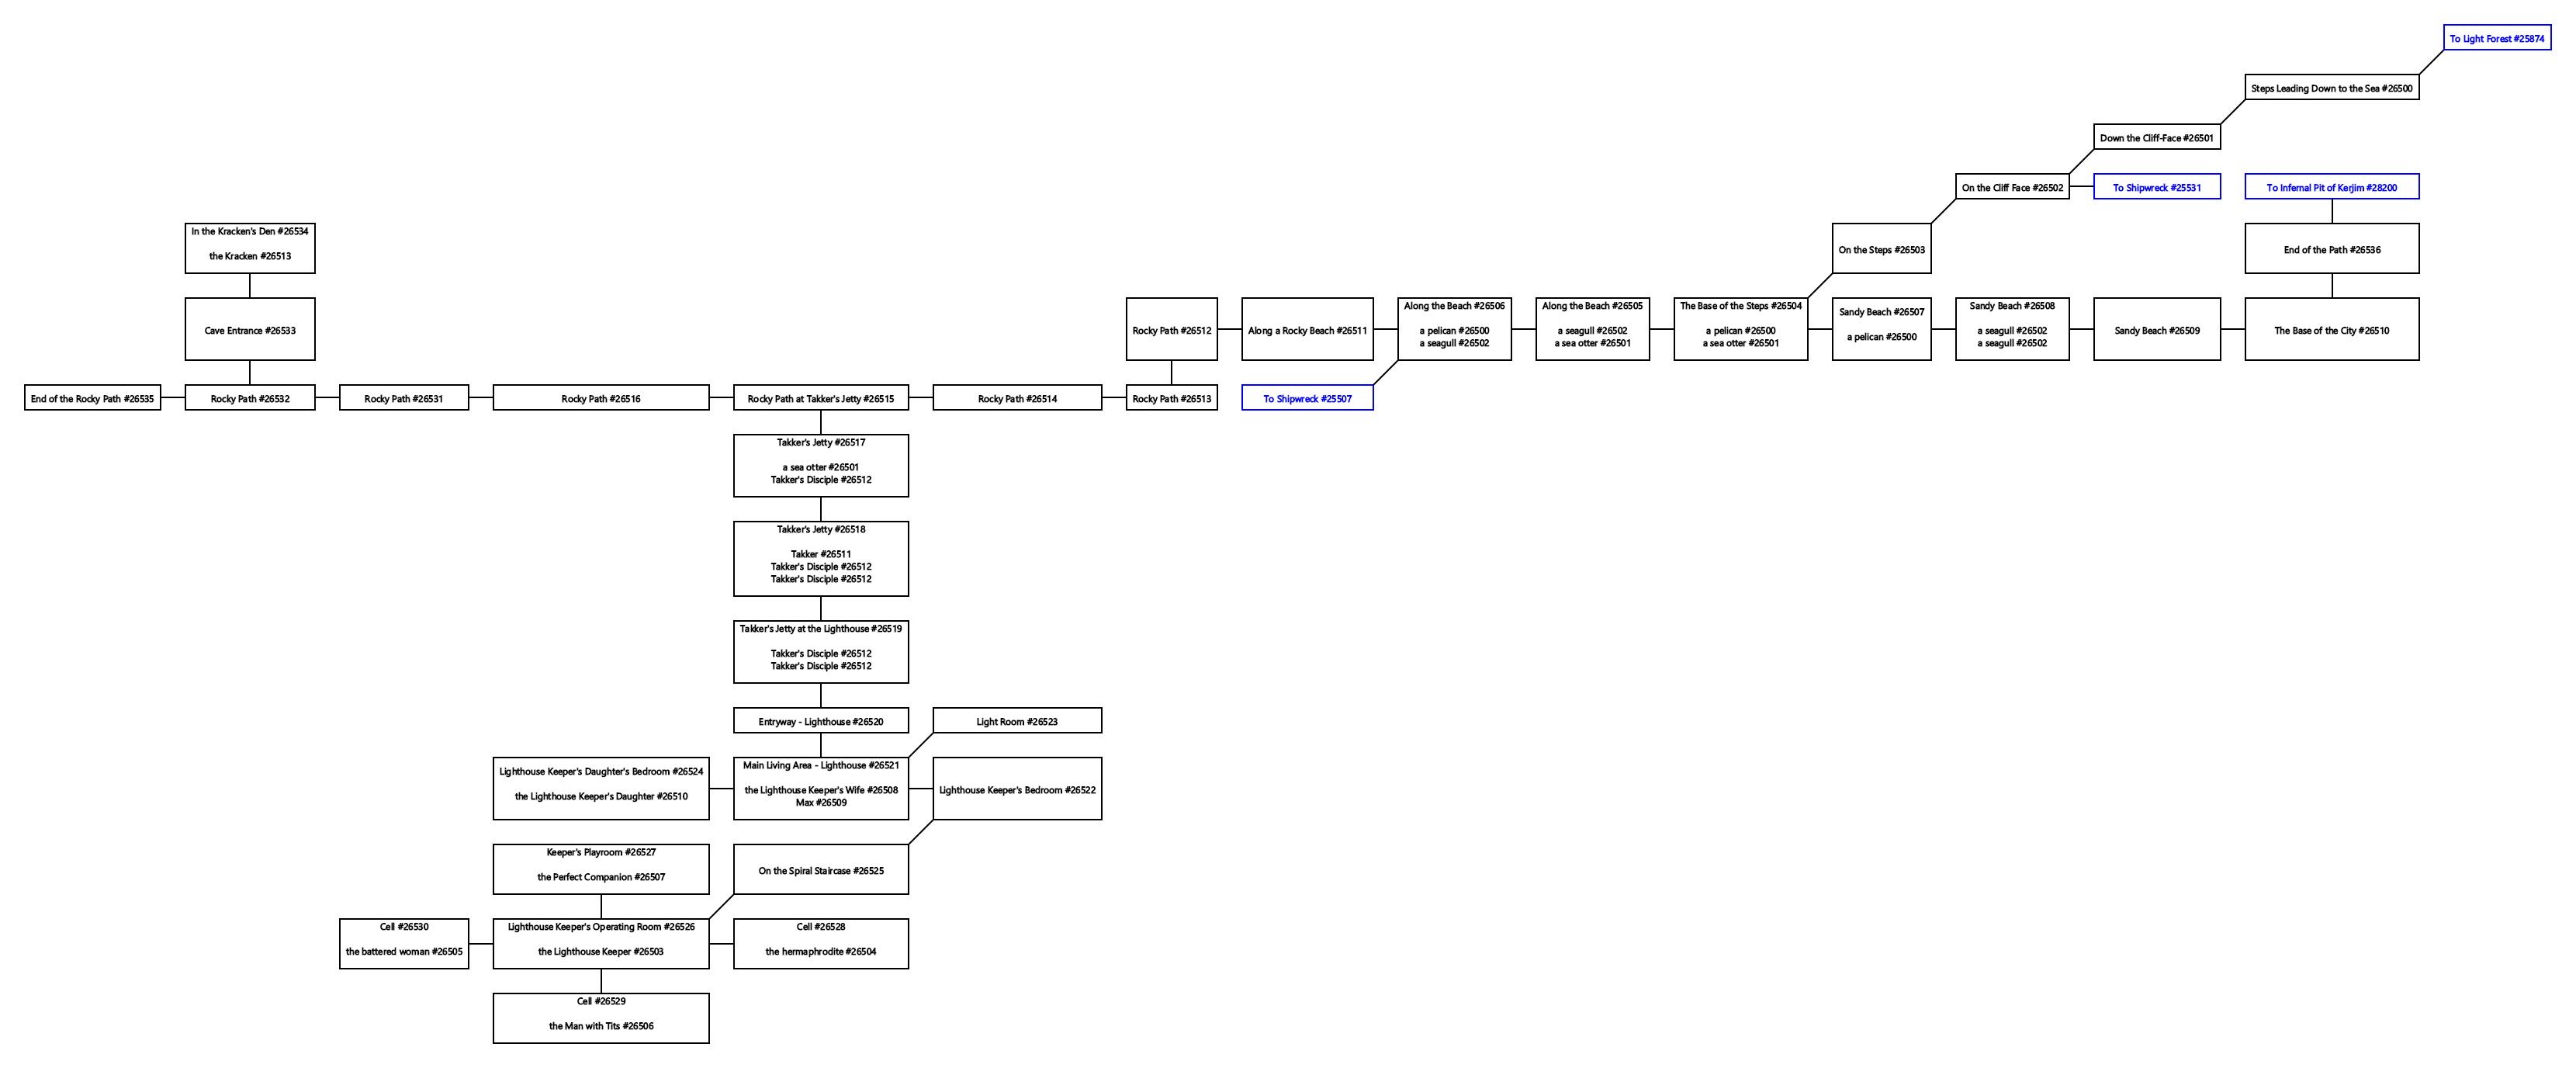 To Light Forest #25874
Steps Leading Down to the Sea #26500
Down the Cliff-Face #26501
On the Cliff Face #26502
To Shipwreck #25531
To Infernal Pit of Kerjim #28200
In the Kracken's Den #26534
the Kracken #26513
On the Steps #26503
End of the Path #26536
Cave Entrance #26533
Rocky Path #26512
Along a Rocky Beach #26511
Along the Beach #26506
a pelican #26500
a seagull #26502
Along the Beach #26505
a seagull #26502
a sea otter #26501
The Base of the Steps #26504
a pelican #26500
a sea otter #26501
Sandy Beach #26507
a pelican #26500
Sandy Beach #26508
a seagull #26502
a seagull #26502
Sandy Beach #26509
The Base of the City #26510
End of the Rocky Path #26535
Rocky Path #26532
Rocky Path #26531
Rocky Path #26516
Rocky Path at Takker's Jetty #26515
Rocky Path #26514
Rocky Path #26513
To Shipwreck #25507
Takker's Jetty #26517
a sea otter #26501
Takker's Disciple #26512
Takker's Jetty #26518
Takker #26511
Takker's Disciple #26512
Takker's Disciple #26512
Takker's Jetty at the Lighthouse #26519
Takker's Disciple #26512
Takker's Disciple #26512
Entryway - Lighthouse #26520
Light Room #26523
Lighthouse Keeper's Daughter's Bedroom #26524
the Lighthouse Keeper's Daughter #26510
Main Living Area - Lighthouse #26521
the Lighthouse Keeper's Wife #26508
Max #26509
Lighthouse Keeper's Bedroom #26522
Keeper's Playroom #26527
the Perfect Companion #26507
On the Spiral Staircase #26525
Cell #26530
the battered woman #26505
Lighthouse Keeper's Operating Room #26526
the Lighthouse Keeper #26503
Cell #26528
the hermaphrodite #26504
Cell #26529
the Man with Tits #26506